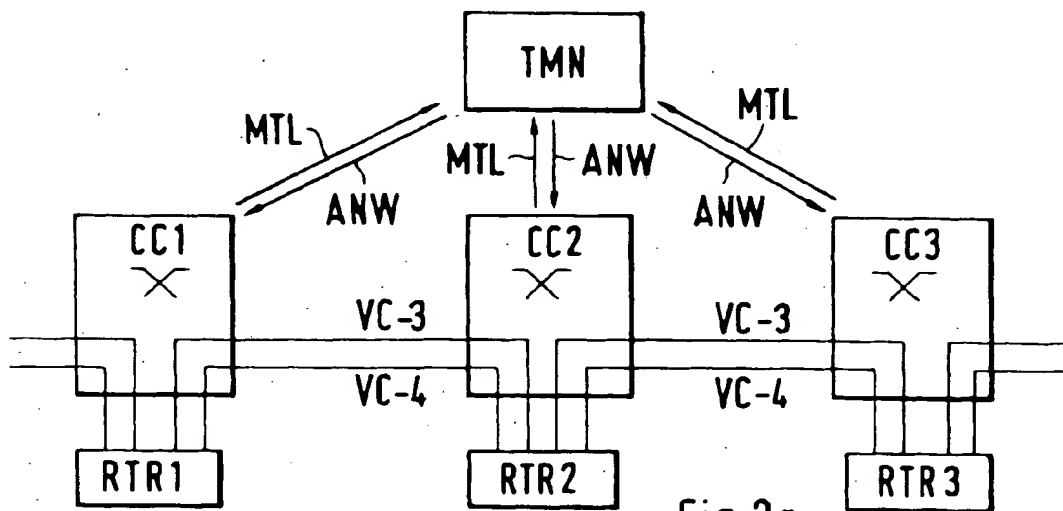 TMN
MTL
ANW
MTL
ANW
MTL
ANW
CC1
CC2
CC3
VC-3
VC-4
VC-3
VC-4
RTR1
RTR2
RTR3